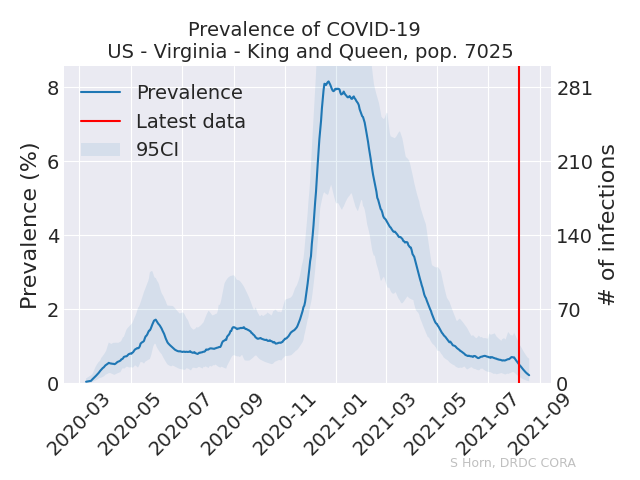 Prevalence of COVID-19
US - Virginia - King and Queen, pop. 7025
Prevalence
Latest data
95CI
Prevalence (%)
8
6
4
2
0
# of infections
281
210
140
70
0
2020-03
2020-05
2020-07
2020-09
2020-11
2021-01
2021-03
2021-05
2021-07
2021-09
S Horn, DRDC CORA